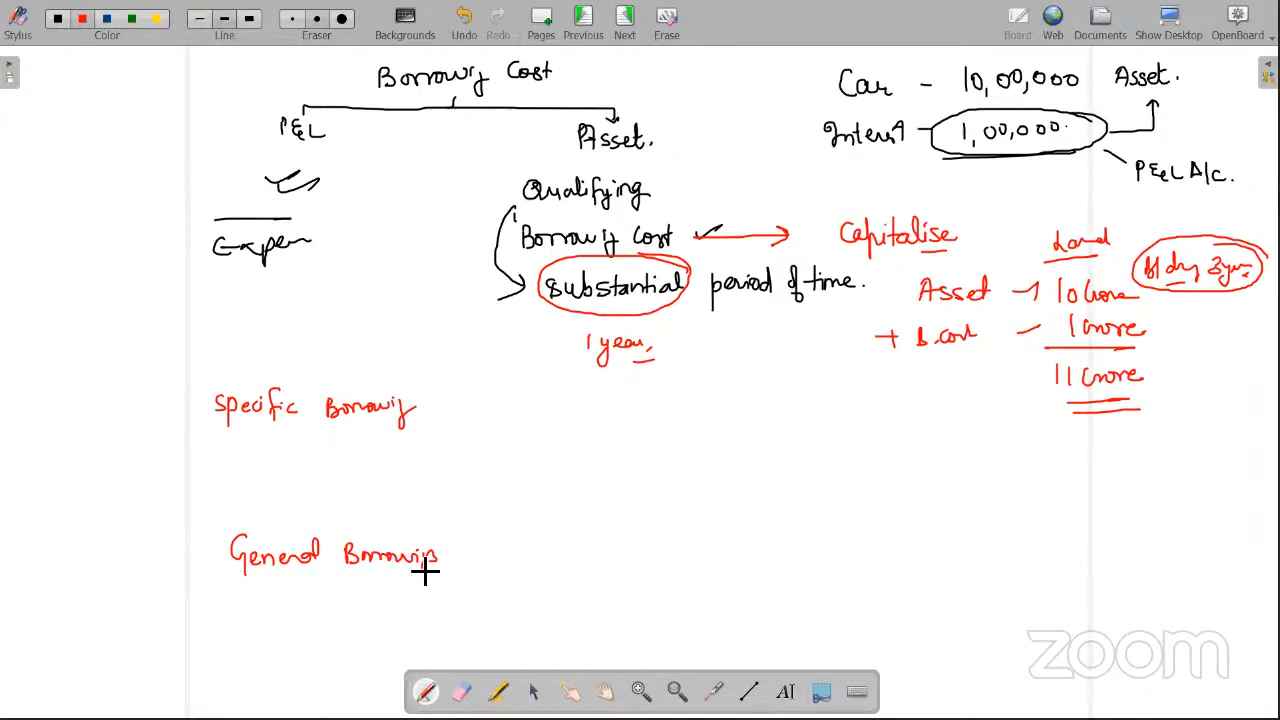 Stylus Color Line Eraser Backgrounds Undo Redo Pages Previous Next Erase Board Web Documents Show Desktop OpenBoard
Borrowing Cost
P&L Asset.
Expen
Qualifying
Borrowing cost
substantial period of time.
1 year.
Car - 10,00,000 Asset.
Interest - 1,00,000.
P&L A/c.
Capitalise
Land
Asset → 10 Crore
+ B.cost - 1 Crore
11 Crore
Specific Borrowing
General Borrowings
zoom